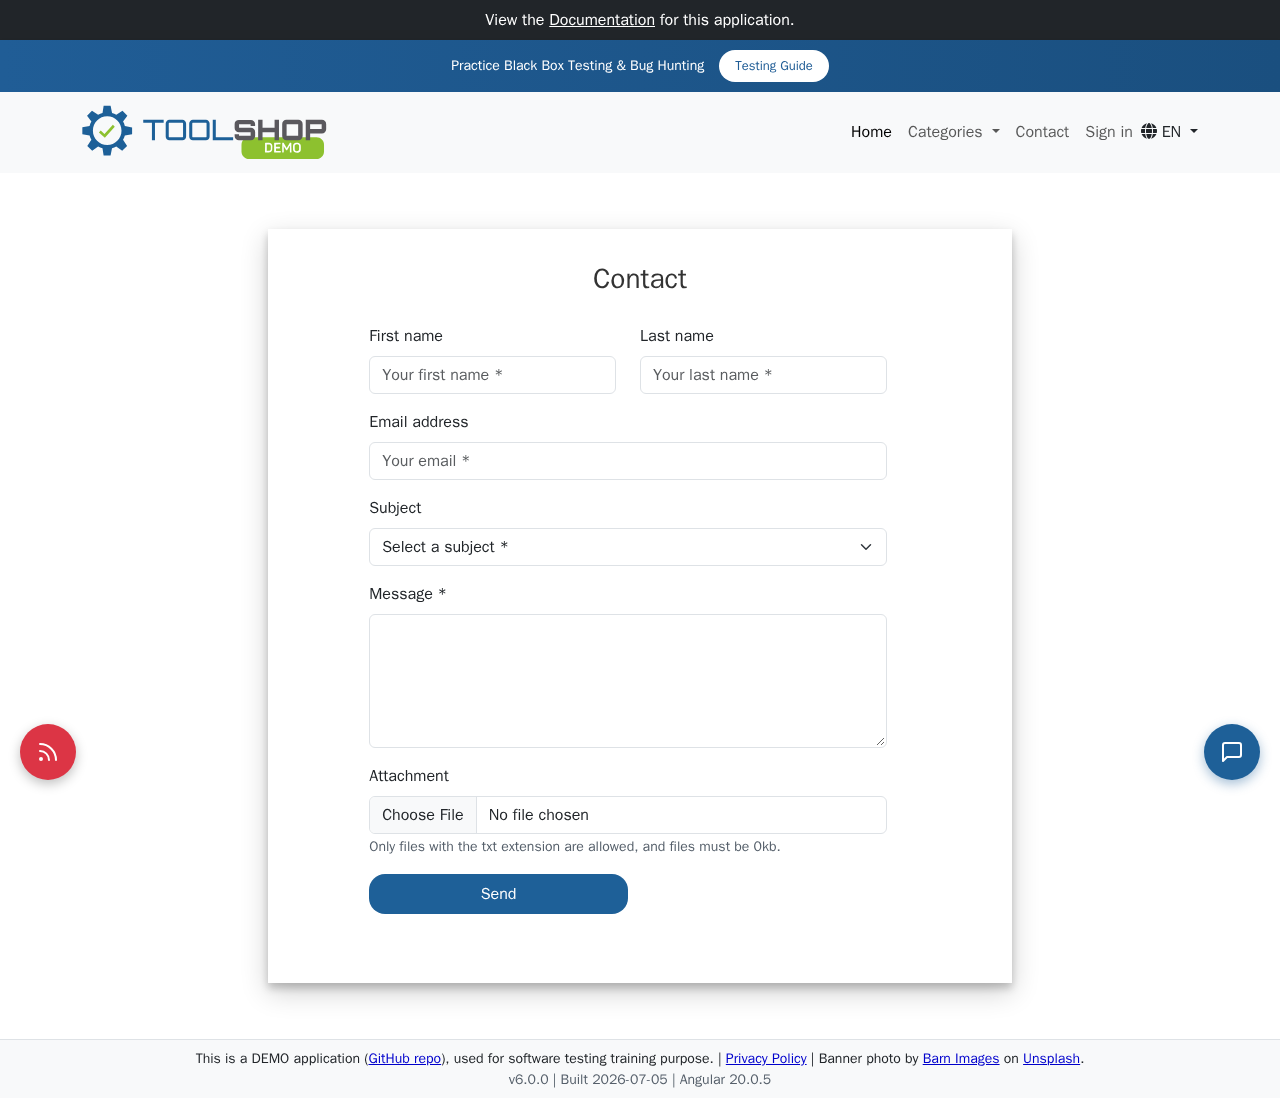 View the Documentation for this application.
Practice Black Box Testing & Bug Hunting Testing Guide
TOOLSHOP
DEMO
Home Categories Contact Sign in EN
Contact
First name Last name
Your first name * Your last name *
Email address
Your email *
Subject
Select a subject *
Message *
Attachment
Choose File No file chosen
Only files with the txt extension are allowed, and files must be 0kb.
Send
This is a DEMO application (GitHub repo), used for software testing training purpose. | Privacy Policy | Banner photo by Barn Images on Unsplash.
v6.0.0 | Built 2026-07-05 | Angular 20.0.5